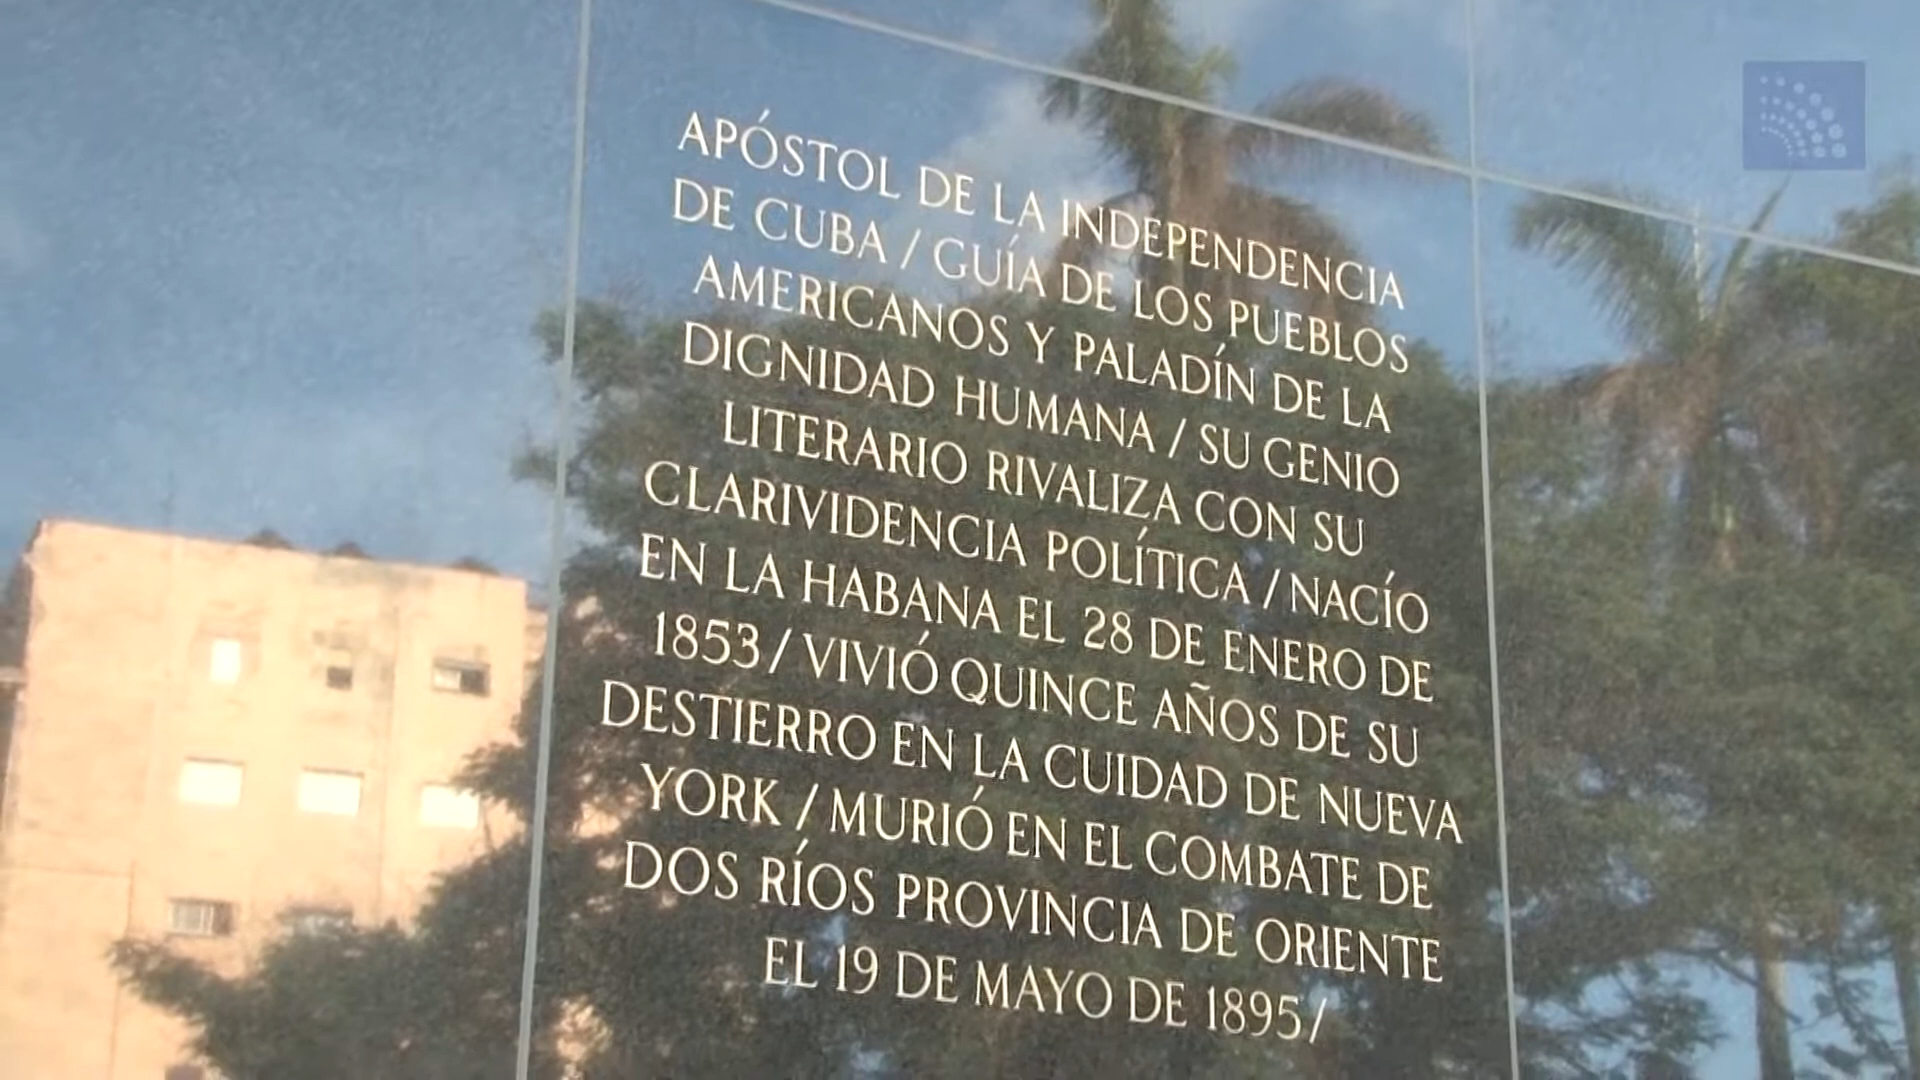 APÓSTOL DE LA INDEPENDENCIA
DE CUBA / GUÍA DE LOS PUEBLOS
AMERICANOS Y PALADÍN DE LA
DIGNIDAD HUMANA / SU GENIO
LITERARIO RIVALIZA CON SU
CLARIVIDENCIA POLÍTICA / NACÍO
EN LA HABANA EL 28 DE ENERO DE
1853 / VIVIÓ QUINCE AÑOS DE SU
DESTIERRO EN LA CUIDAD DE NUEVA
YORK / MURIÓ EN EL COMBATE DE
DOS RÍOS PROVINCIA DE ORIENTE
EL 19 DE MAYO DE 1895 /